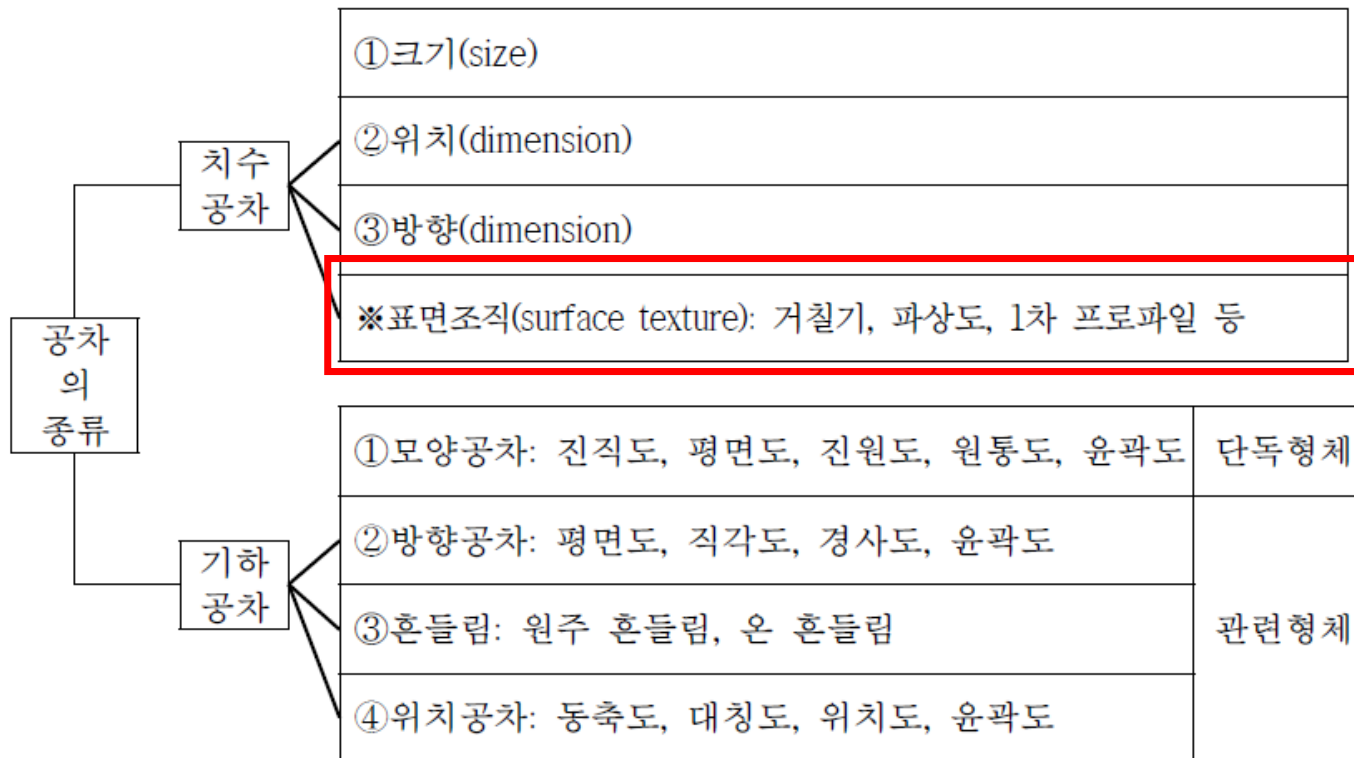 ①크기(size)
②위치(dimension)
③방향(dimension)
※표면조직(surface texture): 거칠기, 파상도, 1차 프로파일 등
치수
공차
공차
의
종류
①모양공차: 진직도, 평면도, 진원도, 원통도, 윤곽도 단독형체
②방향공차: 평면도, 직각도, 경사도, 윤곽도
③흔들림: 원주 흔들림, 온 흔들림 관련형체
④위치공차: 동축도, 대칭도, 위치도, 윤곽도
기하
공차